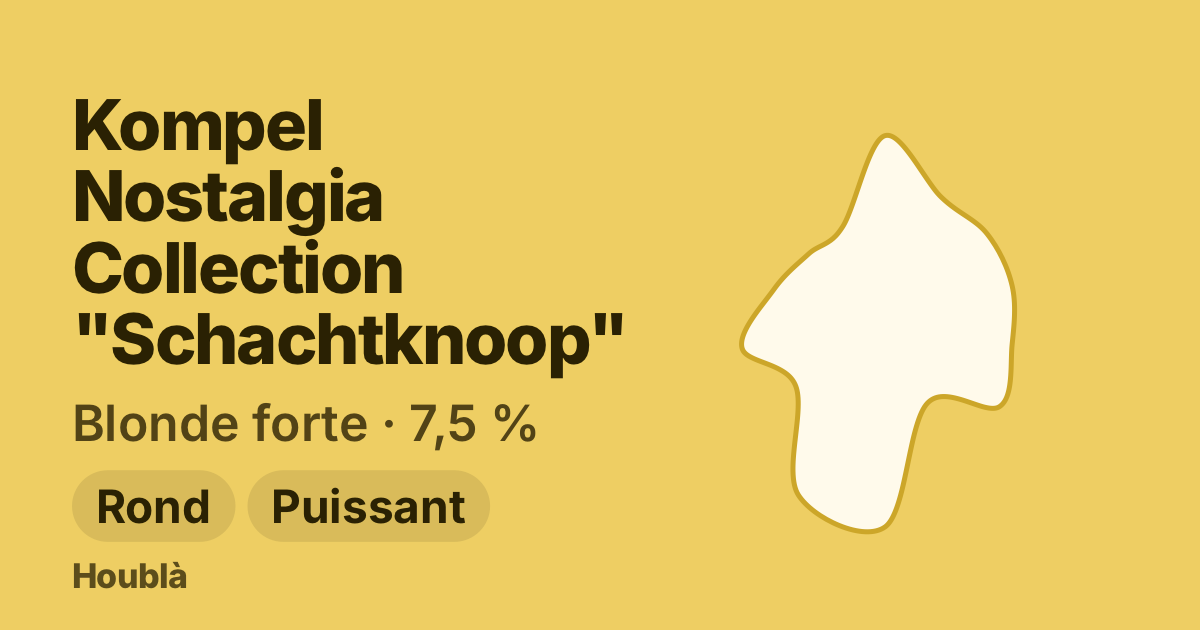 Kompel
Nostalgia
Collection
"Schachtknoop"
Blonde forte · 7,5 %
Rond Puissant
Houblà